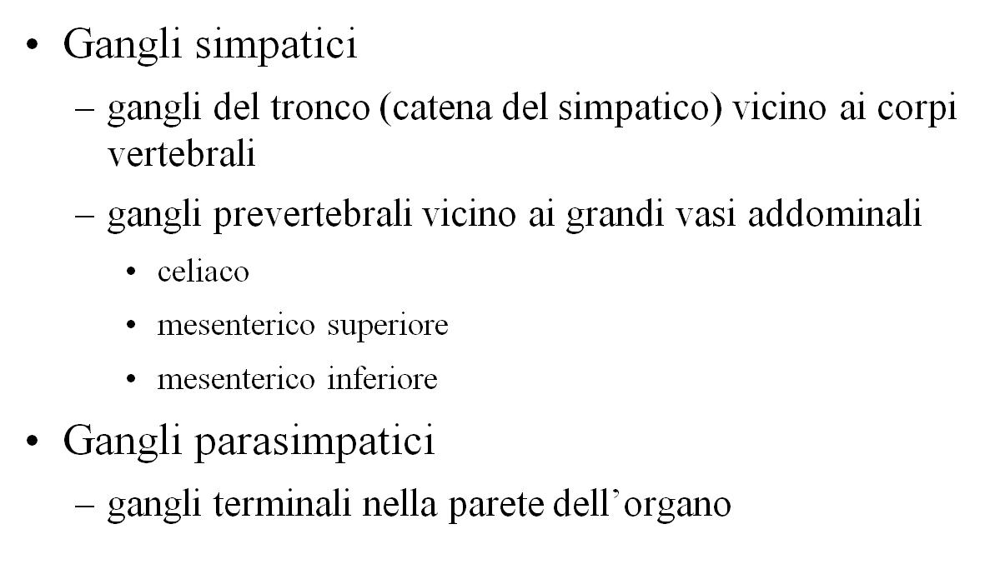 • Gangli simpatici
– gangli del tronco (catena del simpatico) vicino ai corpi
vertebrali
– gangli prevertebrali vicino ai grandi vasi addominali
• celiaco
• mesenterico superiore
• mesenterico inferiore
• Gangli parasimpatici
– gangli terminali nella parete dell’organo